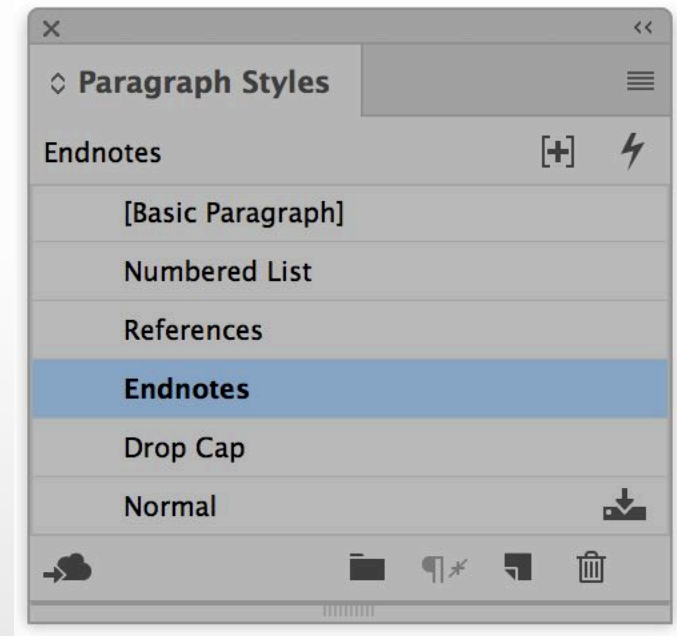 Paragraph Styles
Endnotes
[Basic Paragraph]
Numbered List
References
Endnotes
Drop Cap
Normal